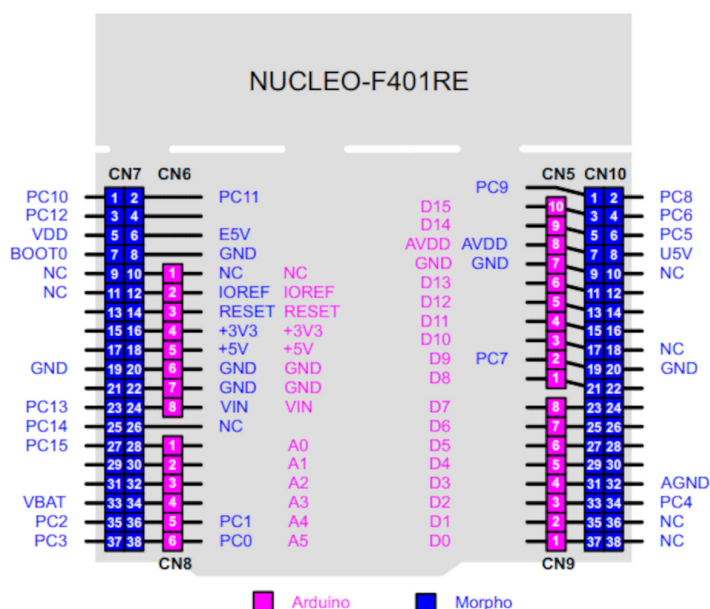 NUCLEO-F401RE
CN7 CN6 CN5 CN10
PC9
PC10 1 2 PC11 1 2 PC8
PC12 3 4 D15 10 3 4 PC6
VDD 5 6 E5V D14 9 5 6 PC5
BOOT0 7 8 GND AVDD AVDD 8 7 8 U5V
NC 9 10 1 NC NC GND GND 7 9 10 NC
NC 11 12 2 IOREF IOREF D13 6 11 12
13 14 3 RESET RESET D12 5 13 14
15 16 4 +3V3 +3V3 D11 4 15 16
17 18 5 +5V +5V D10 3 17 18 NC
GND 19 20 6 GND GND D9 PC7 2 19 20 GND
21 22 7 GND GND D8 1 21 22
PC13 23 24 8 VIN VIN D7 8 23 24
PC14 25 26 NC D6 7 25 26
PC15 27 28 1 A0 D5 6 27 28
29 30 2 A1 D4 5 29 30
31 32 3 A2 D3 4 31 32 AGND
VBAT 33 34 4 A3 D2 3 33 34 PC4
PC2 35 36 5 PC1 A4 D1 2 35 36 NC
PC3 37 38 6 PC0 A5 D0 1 37 38 NC
CN8 CN9
Arduino Morpho